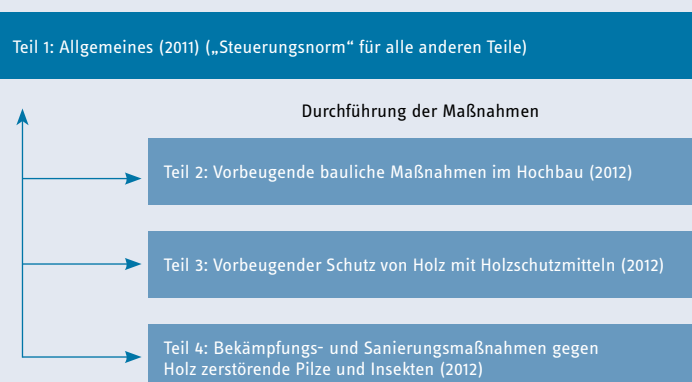 Teil 1: Allgemeines (2011) („Steuerungsnorm“ für alle anderen Teile)
Durchführung der Maßnahmen
Teil 2: Vorbeugende bauliche Maßnahmen im Hochbau (2012)
Teil 3: Vorbeugender Schutz von Holz mit Holzschutzmitteln (2012)
Teil 4: Bekämpfungs- und Sanierungsmaßnahmen gegen
Holz zerstörende Pilze und Insekten (2012)